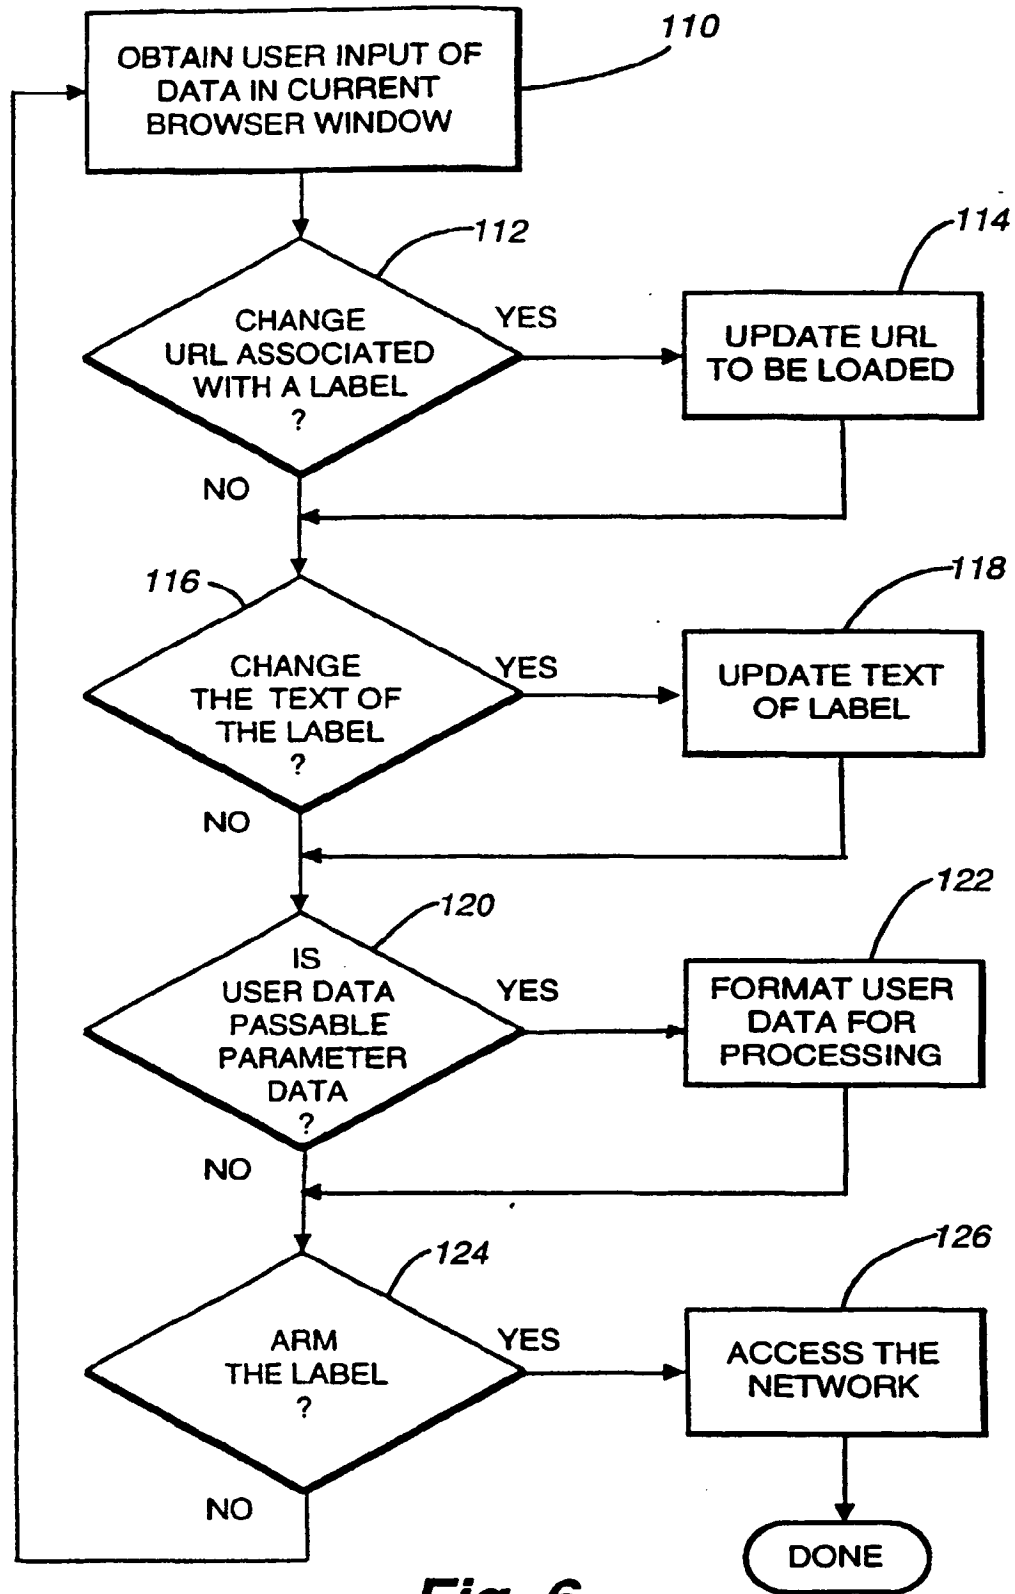 110
OBTAIN USER INPUT OF
DATA IN CURRENT
BROWSER WINDOW
112
114
CHANGE
URL ASSOCIATED
WITH A LABEL
?
YES
UPDATE URL
TO BE LOADED
NO
116
118
CHANGE
THE TEXT OF
THE LABEL
?
YES
UPDATE TEXT
OF LABEL
NO
120
122
IS
USER DATA
PASSABLE
PARAMETER
DATA
?
YES
FORMAT USER
DATA FOR
PROCESSING
NO
124
126
ARM
THE LABEL
?
YES
ACCESS THE
NETWORK
NO
DONE
Fig. 6